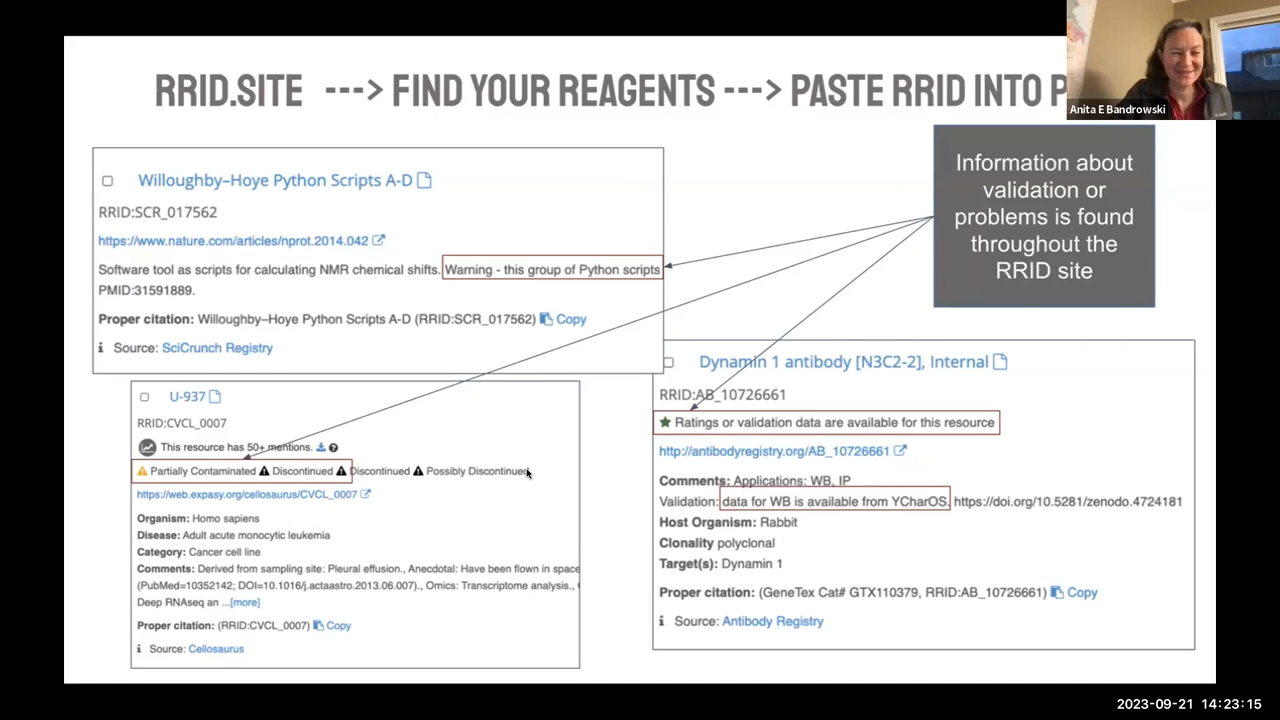 RRID.SITE ---> FIND YOUR REAGENTS ---> PASTE RRID INTO P
Anita E Bandrowski
Information about
validation or
problems is found
throughout the
RRID site
Willoughby–Hoye Python Scripts A-D
RRID:SCR_017562
https://www.nature.com/articles/nprot.2014.042
Software tool as scripts for calculating NMR chemical shifts. Warning - this group of Python scripts
PMID:31591889.
Proper citation: Willoughby–Hoye Python Scripts A-D (RRID:SCR_017562) Copy
Source: SciCrunch Registry
U-937
RRID:CVCL_0007
This resource has 50+ mentions.
Partially Contaminated Discontinued Discontinued Possibly Discontinued
https://web.expasy.org/cellosaurus/CVCL_0007
Organism: Homo sapiens
Disease: Adult acute monocytic leukemia
Category: Cancer cell line
Comments: Derived from sampling site: Pleural effusion., Anecdotal: Have been flown in space
(PubMed=10352142; DOI=10.1016/j.actaastro.2013.06.007)., Omics: Transcriptome analysis.,
Deep RNAseq an ...[more]
Proper citation: (RRID:CVCL_0007) Copy
Source: Cellosaurus
Dynamin 1 antibody [N3C2-2], Internal
RRID:AB_10726661
Ratings or validation data are available for this resource
http://antibodyregistry.org/AB_10726661
Comments: Applications: WB, IP
Validation: data for WB is available from YCharOS. https://doi.org/10.5281/zenodo.4724181
Host Organism: Rabbit
Clonality polyclonal
Target(s): Dynamin 1
Proper citation: (GeneTex Cat# GTX110379, RRID:AB_10726661) Copy
Source: Antibody Registry
2023-09-21 14:23:15